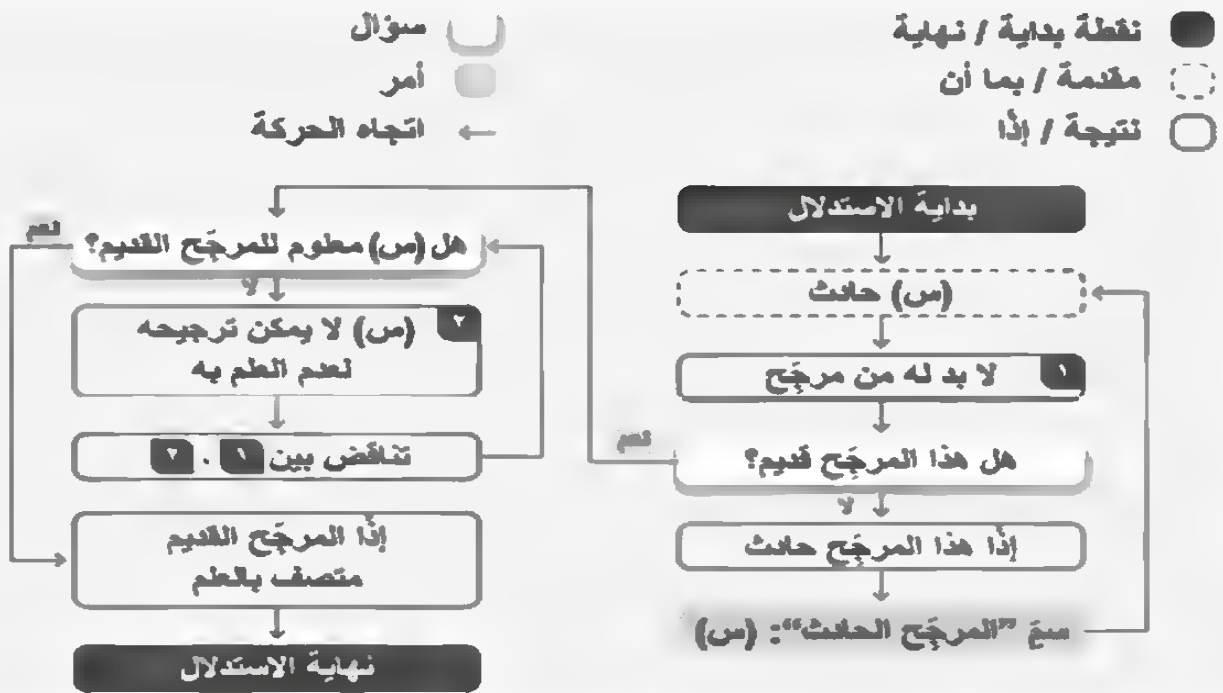 نقطة بداية / نهاية
مقدمة / بما أن
نتيجة / إذًا
سؤال
أمر
اتجاه الحركة
بداية الاستدلال
(س) حادث
١ لا بد له من مرجِّح
هل هذا المرجِّح قديم؟
نعم
لا
إذًا هذا المرجِّح حادث
سمِّ "المرجِّح الحادث": (س)
هل (س) معلوم للمرجِّح القديم؟
نعم
لا
٢ (س) لا يمكن ترجيحه
لعدم العلم به
تناقض بين ١ ، ٢
إذًا المرجِّح القديم
متصف بالعلم
نهاية الاستدلال